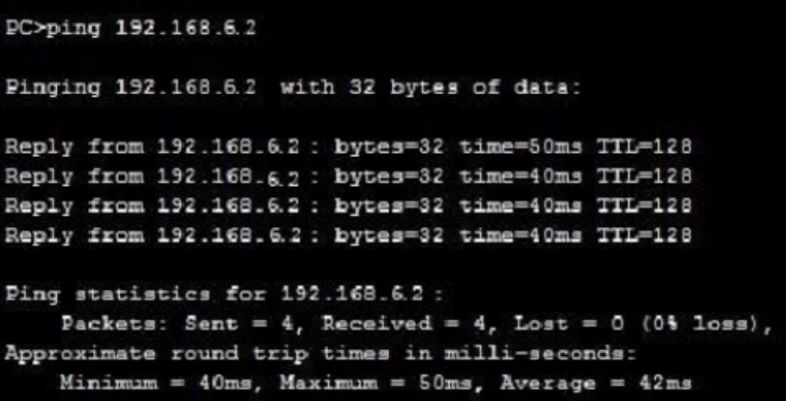 PC>ping 192.168.6.2
Pinging 192.168.6.2 with 32 bytes of data:
Reply from 192.168.6.2: bytes=32 time=50ms TTL=128
Reply from 192.168.6.2: bytes=32 time=40ms TTL=128
Reply from 192.168.6.2: bytes=32 time=40ms TTL=128
Reply from 192.168.6.2: bytes=32 time=40ms TTL=128
Ping statistics for 192.168.6.2:
Packets: Sent = 4, Received = 4, Lost = 0 (0% loss),
Approximate round trip times in milli-seconds:
Minimum = 40ms, Maximum = 50ms, Average = 42ms